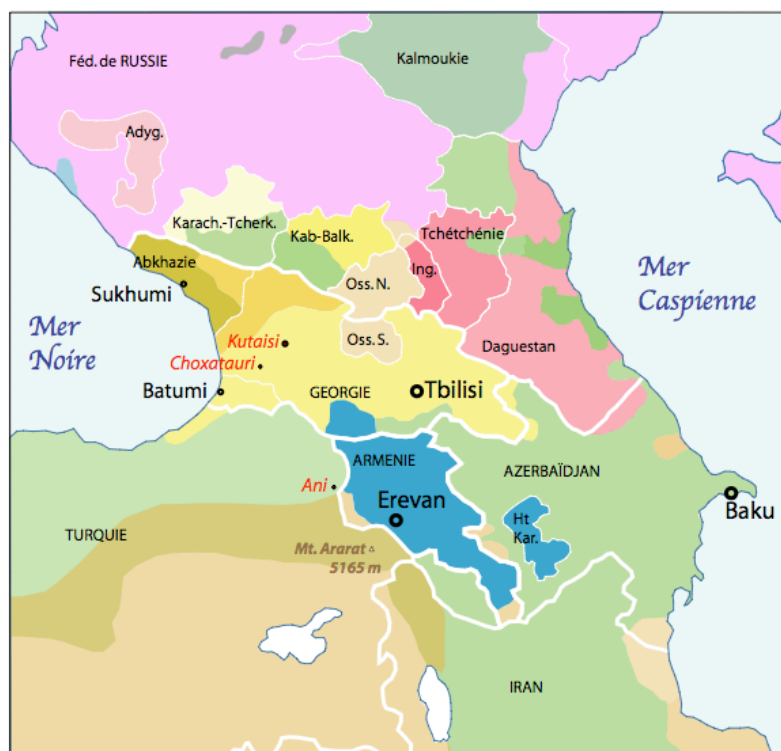 Féd. de RUSSIE
Kalmoukie
Adyg.
Karach.-Tcherk.
Kab-Balk.
Tchétchénie
Abkhazie
Oss. N.
Ing.
Sukhumi
Mer
Caspienne
Mer
Noire
Kutaisi
Oss. S.
Daguestan
Choxatauri
Batumi
GEORGIE
Tbilisi
ARMENIE
AZERBAÏDJAN
Ani
Erevan
Baku
Ht
Kar.
TURQUIE
Mt. Ararat
5165 m
IRAN